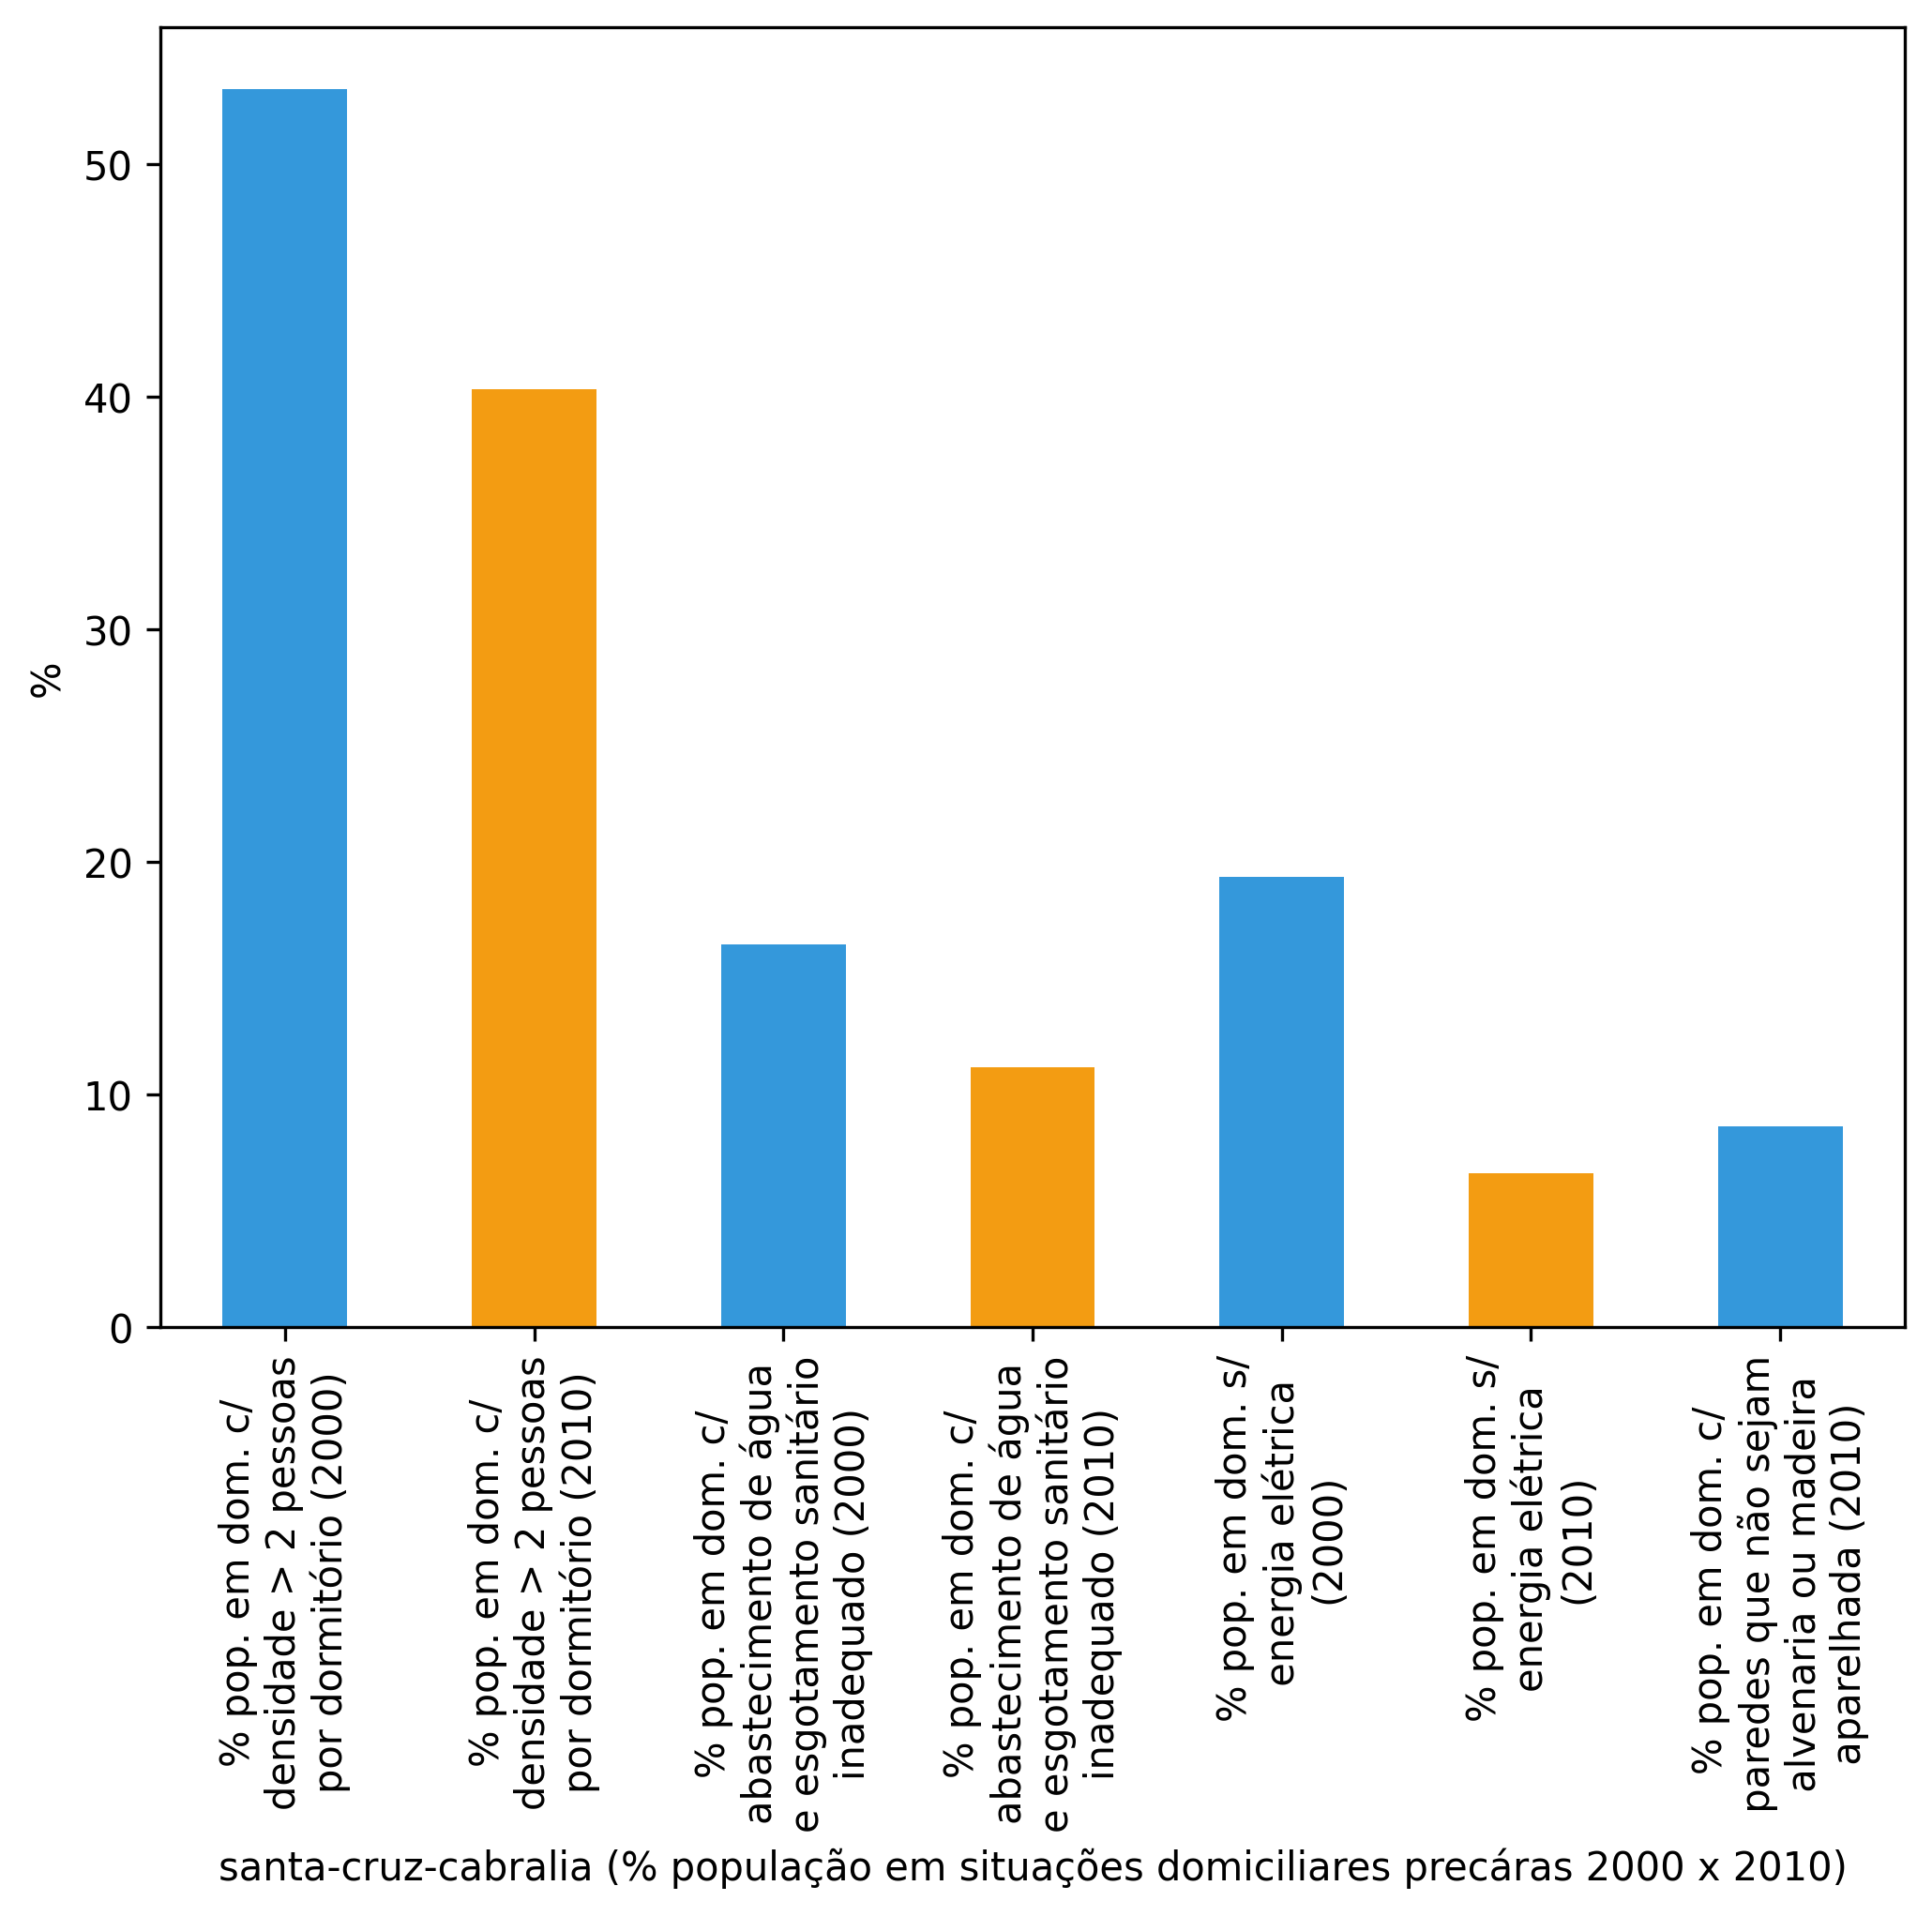 50
40
30
20
10
0
%
% pop. em dom. c/
densidade > 2 pessoas
por dormitório (2000)
% pop. em dom. c/
densidade > 2 pessoas
por dormitório (2010)
% pop. em dom. c/
abastecimento de água
e esgotamento sanitário
inadequado (2000)
% pop. em dom. c/
abastecimento de água
e esgotamento sanitário
inadequado (2010)
% pop. em dom. s/
energia elétrica
(2000)
% pop. em dom. s/
energia elétrica
(2010)
% pop. em dom. c/
paredes que não sejam
alvenaria ou madeira
aparelhada (2010)
santa-cruz-cabralia (% população em situações domiciliares precáras 2000 x 2010)